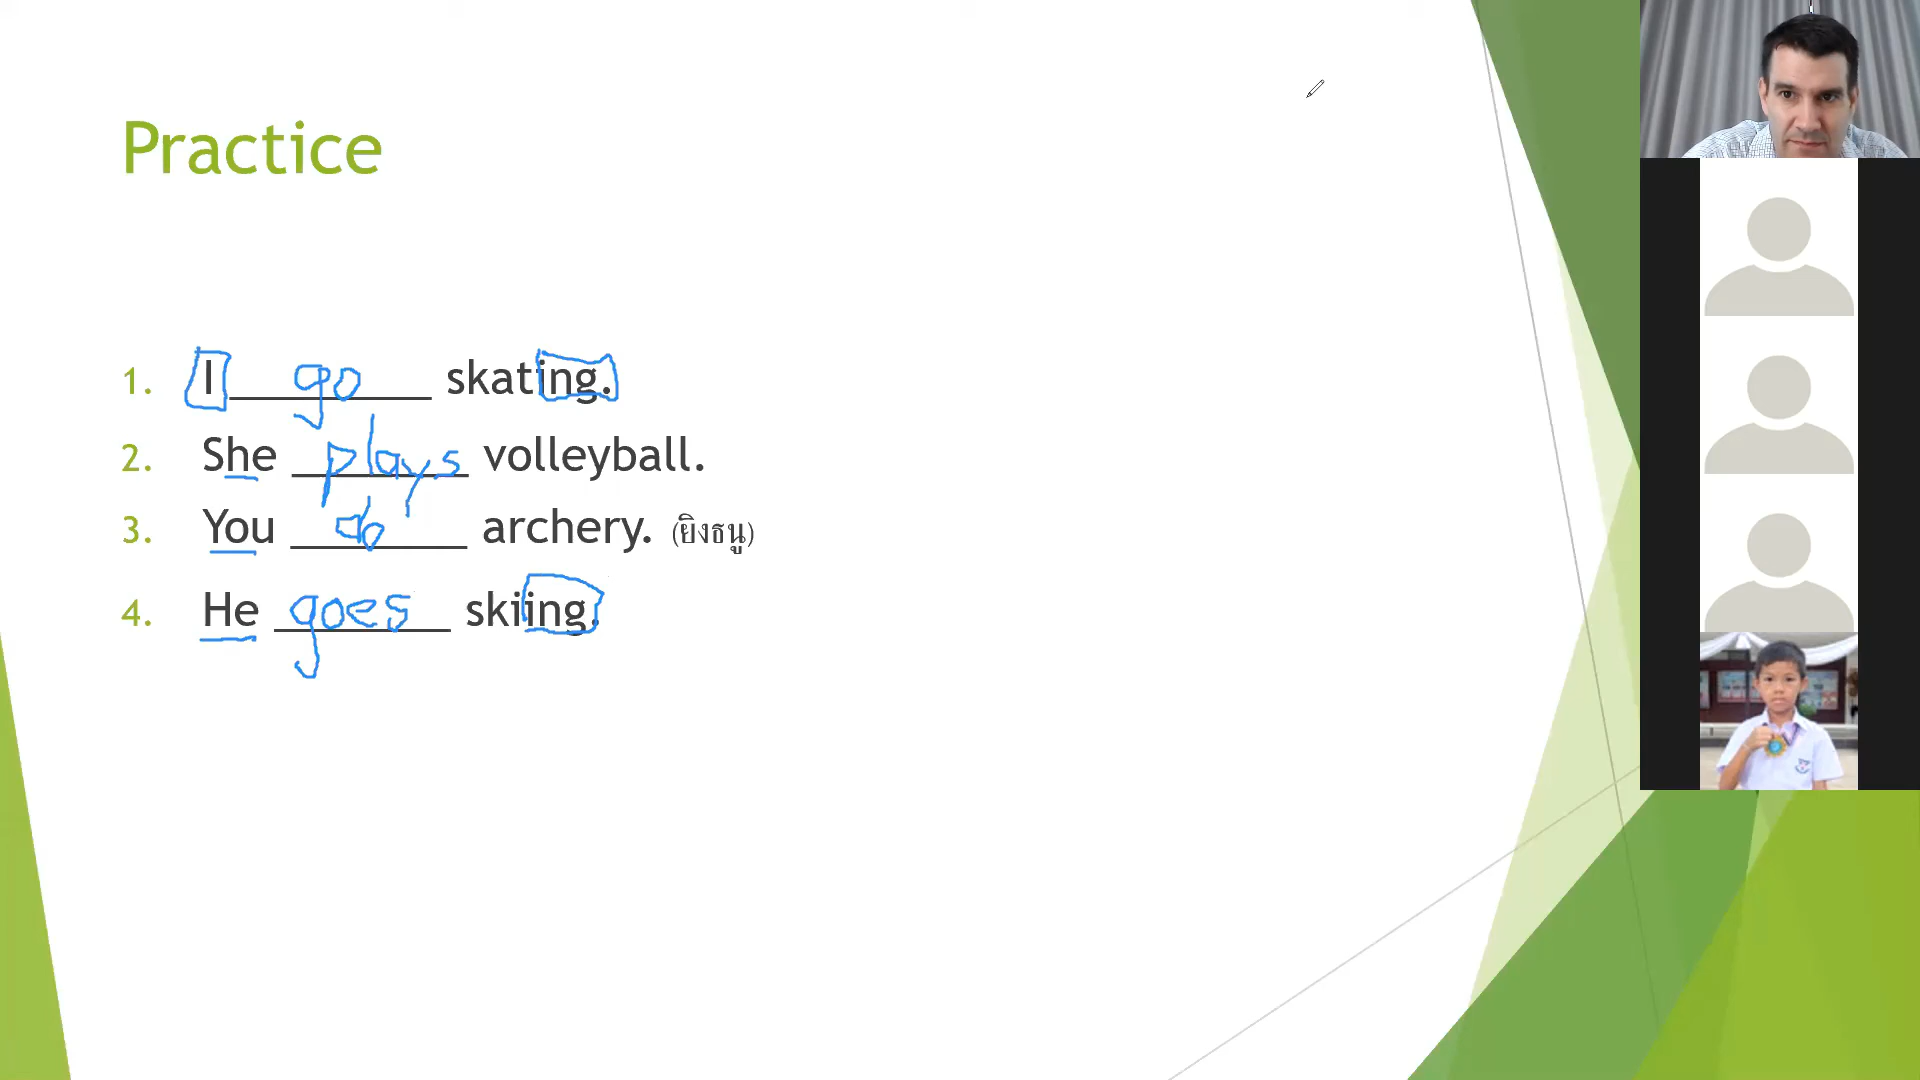 Practice
1. I go skating.
2. She plays volleyball.
3. You do archery. (ยิงธนู)
4. He goes skiing.